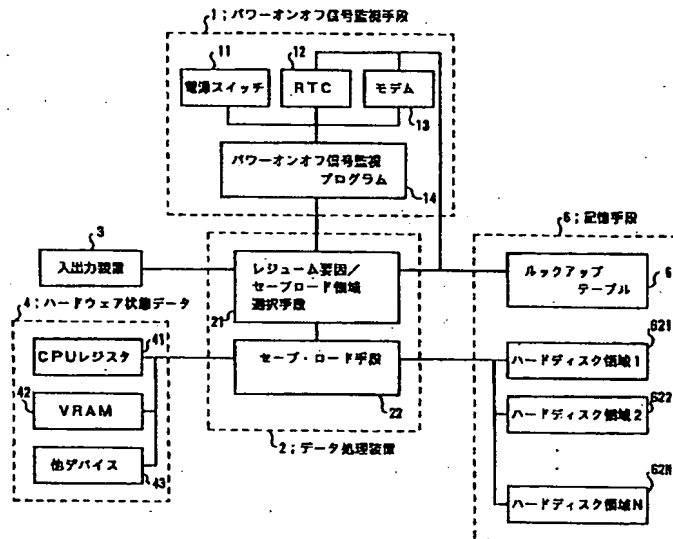 1;パワーオンオフ信号監視手段
11
12
電源スイッチ
RTC
モデム
13
パワーオンオフ信号監視
プログラム
14
6;記憶手段
3
入出力装置
レジューム要因/
セーブロード領域
選択手段
21
ルックアップ
テーブル
6
4;ハードウェア状態データ
41
CPUレジスタ
セーブ・ロード手段
22
621
ハードディスク領域1
42
VRAM
622
ハードディスク領域2
2;データ処理装置
他デバイス
43
62N
ハードディスク領域N